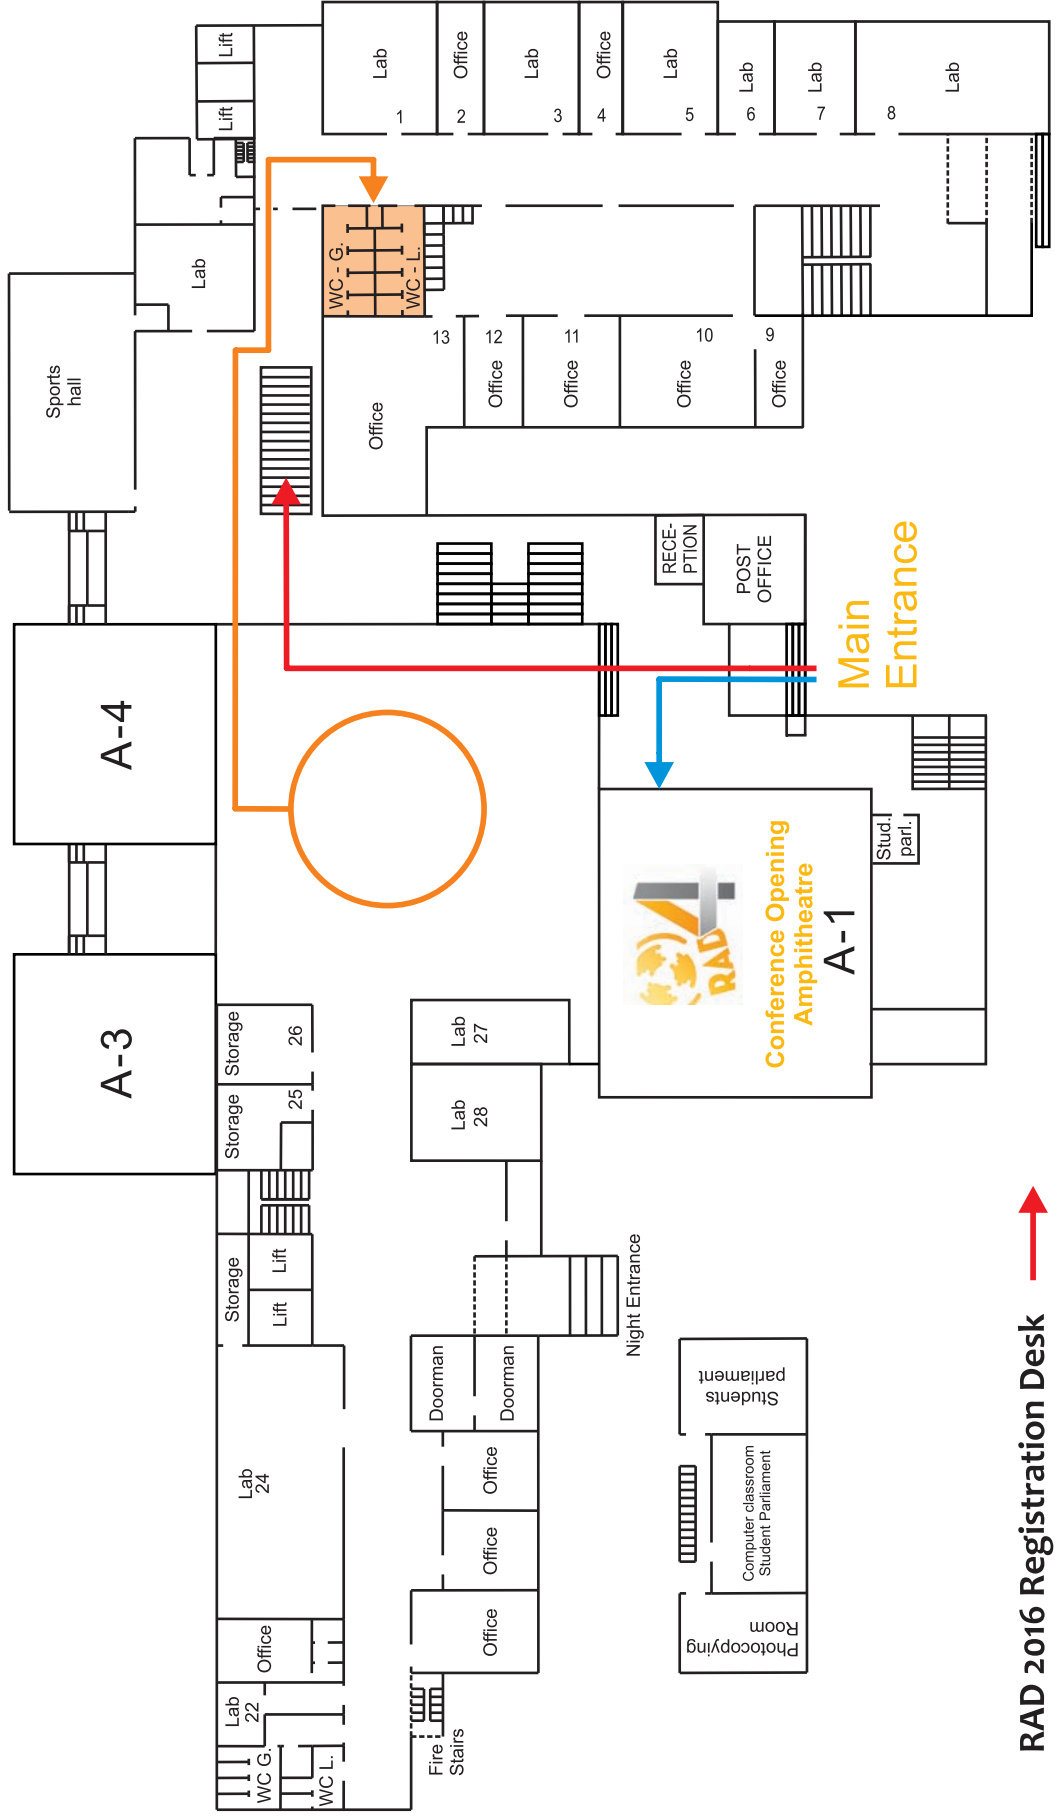 Lift
Lift
Lab
1
Office
2
Lab
3
Office
4
Lab
5
Lab
6
Lab
7
Lab
8
WC - G.
WC - L.
Lab
Sports
hall
Office
13
Office
12
Office
11
Office
10
Office
9
RECE-
PTION
POST
OFFICE
Main
Entrance
A-4
A-3
RAD
Conference Opening
Amphitheatre
A-1
Stud.
parl.
Storage
26
Storage
25
Lab
27
Lab
28
Storage
Lift
Lift
Night Entrance
Doorman
Doorman
Lab
24
Office
Office
Office
Office
Lab
22
WC G.
WC L.
Fire
Stairs
Students
parliament
Computer classroom
Student Parliament
Photocopying
Room
RAD 2016 Registration Desk